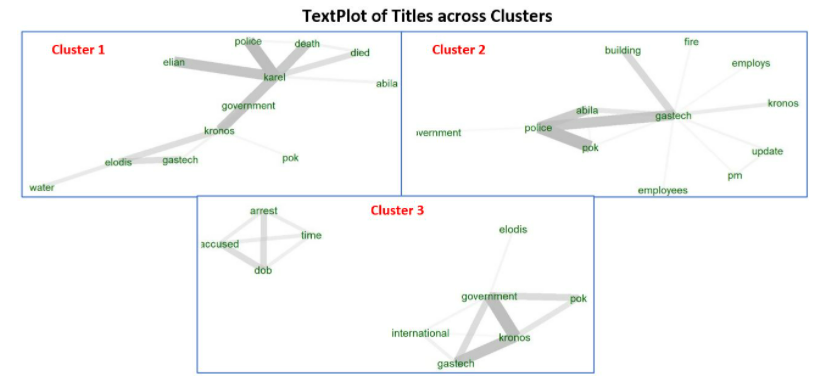 TextPlot of Titles across Clusters
Cluster 1
police
death
died
elian
karel
abila
government
kronos
elodis
gastech
pok
water
Cluster 2
fire
building
employs
kronos
abila
gastech
police
vernment
pok
update
pm
employees
Cluster 3
arrest
time
accused
dob
elodis
government
pok
international
kronos
gastech